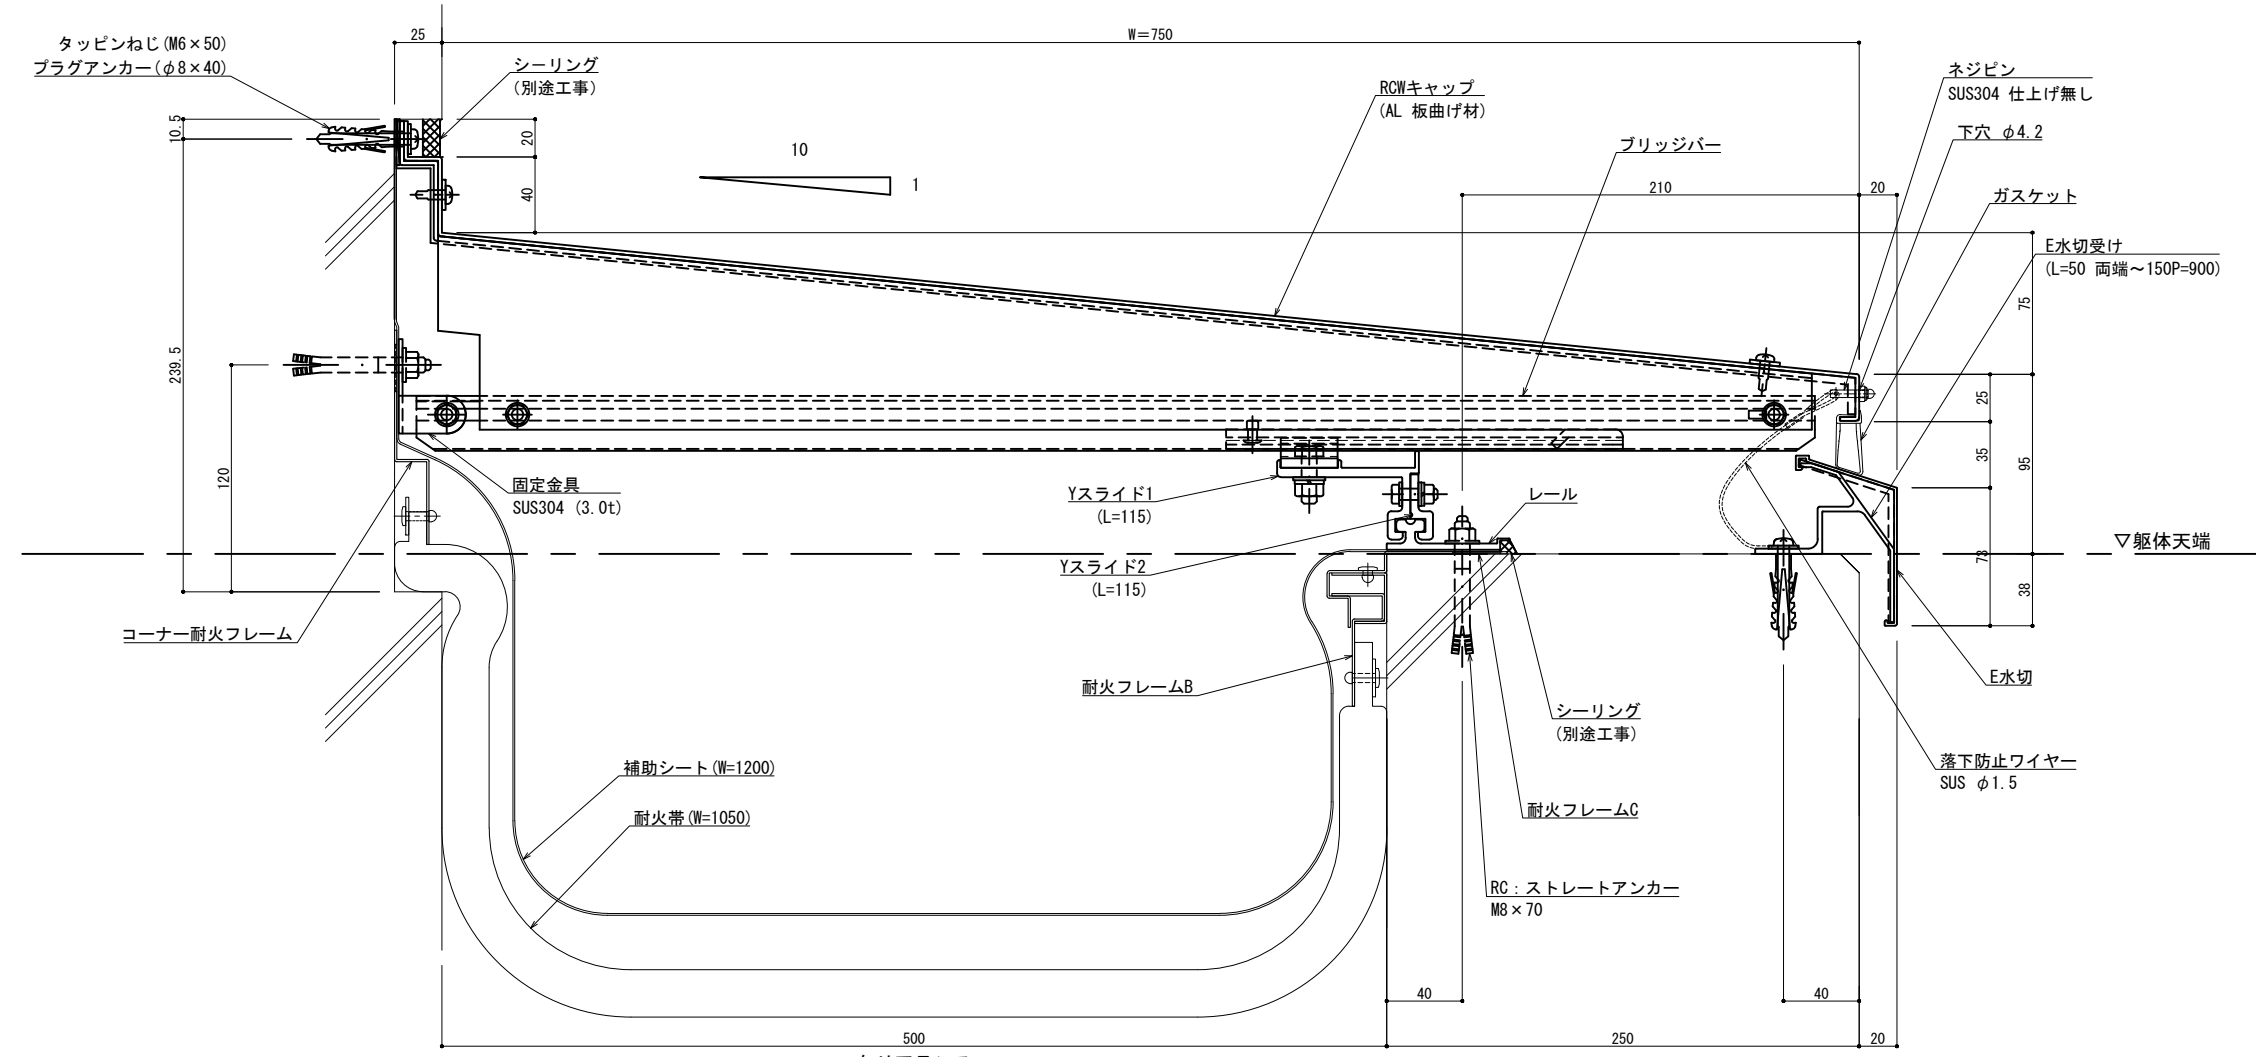 25
W=750
タッピンねじ(M6×50)
プラグアンカー(φ8×40)
シーリング
(別途工事)
RCWキャップ
(AL 板曲げ材)
ネジピン
SUS304 仕上げ無し
下穴 φ4.2
ブリッジバー
10.5
20
10
1
40
210
20
ガスケット
E水切受け
(L=50 両端～150P=900)
75
239.5
120
25
35
95
固定金具
SUS304 (3.0t)
Yスライド1
(L=115)
レール
▽躯体天端
73
38
Yスライド2
(L=115)
コーナー耐火フレーム
耐火フレームB
E水切
シーリング
(別途工事)
補助シート(W=1200)
落下防止ワイヤー
SUS φ1.5
耐火帯(W=1050)
耐火フレームC
RC：ストレートアンカー
M8×70
40
40
500
250
20